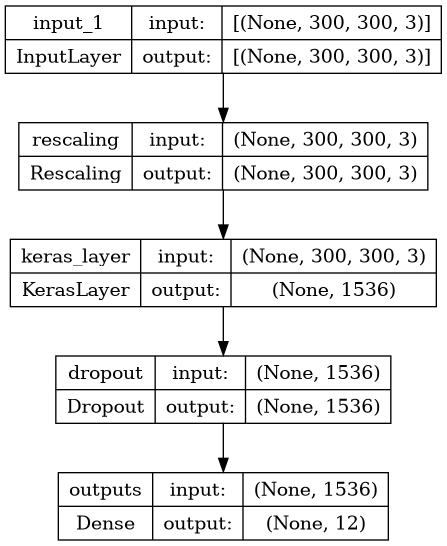 input_1 input: [(None, 300, 300, 3)]
InputLayer output: [(None, 300, 300, 3)]
rescaling input: (None, 300, 300, 3)
Rescaling output: (None, 300, 300, 3)
keras_layer input: (None, 300, 300, 3)
KerasLayer output: (None, 1536)
dropout input: (None, 1536)
Dropout output: (None, 1536)
outputs input: (None, 1536)
Dense output: (None, 12)